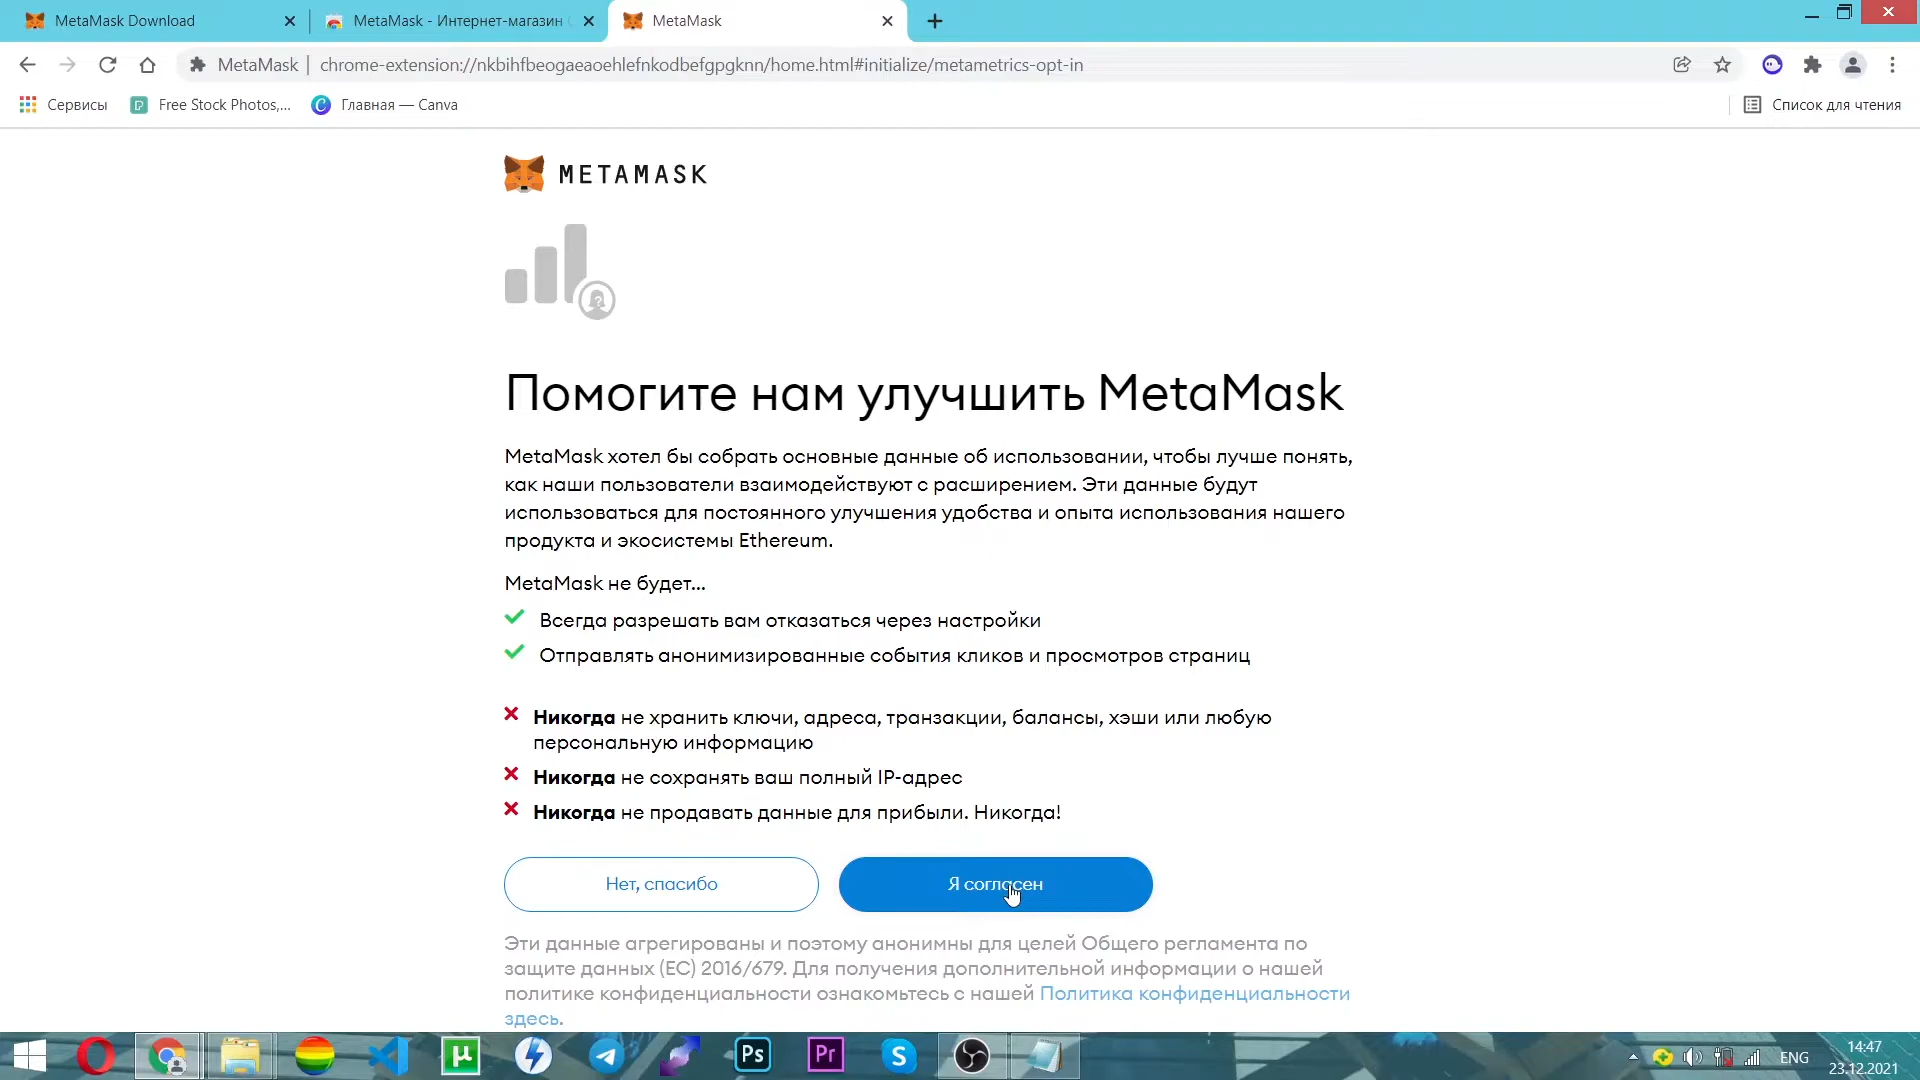 MetaMask Download
MetaMask - Интернет-магазин
MetaMask
MetaMask | chrome-extension://nkbihfbeogaeaoehlefnkodbefgpgknn/home.html#initialize/metametrics-opt-in
Сервисы
Free Stock Photos,...
Главная — Canva
Список для чтения
METAMASK
Помогите нам улучшить MetaMask
MetaMask хотел бы собрать основные данные об использовании, чтобы лучше понять,
как наши пользователи взаимодействуют с расширением. Эти данные будут
использоваться для постоянного улучшения удобства и опыта использования нашего
продукта и экосистемы Ethereum.
MetaMask не будет...
Всегда разрешать вам отказаться через настройки
Отправлять анонимизированные события кликов и просмотров страниц
Никогда не хранить ключи, адреса, транзакции, балансы, хэши или любую
персональную информацию
Никогда не сохранять ваш полный IP-адрес
Никогда не продавать данные для прибыли. Никогда!
Нет, спасибо
Я согласен
Эти данные агрегированы и поэтому анонимны для целей Общего регламента по
защите данных (ЕС) 2016/679. Для получения дополнительной информации о нашей
политике конфиденциальности ознакомьтесь с нашей Политика конфиденциальности
здесь.
Ps
Pr
ENG
14:47
23.12.2021